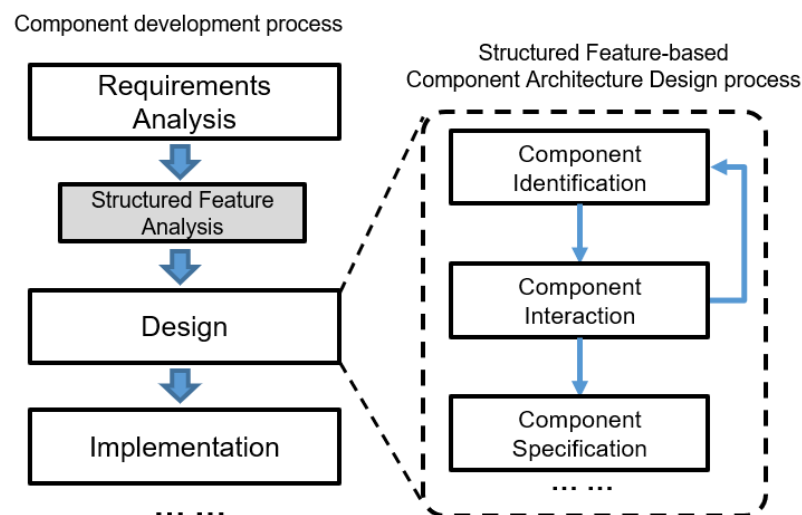 Component development process
Requirements
Analysis
Structured Feature
Analysis
Design
Implementation
... ...
Structured Feature-based
Component Architecture Design process
Component
Identification
Component
Interaction
Component
Specification
... ...